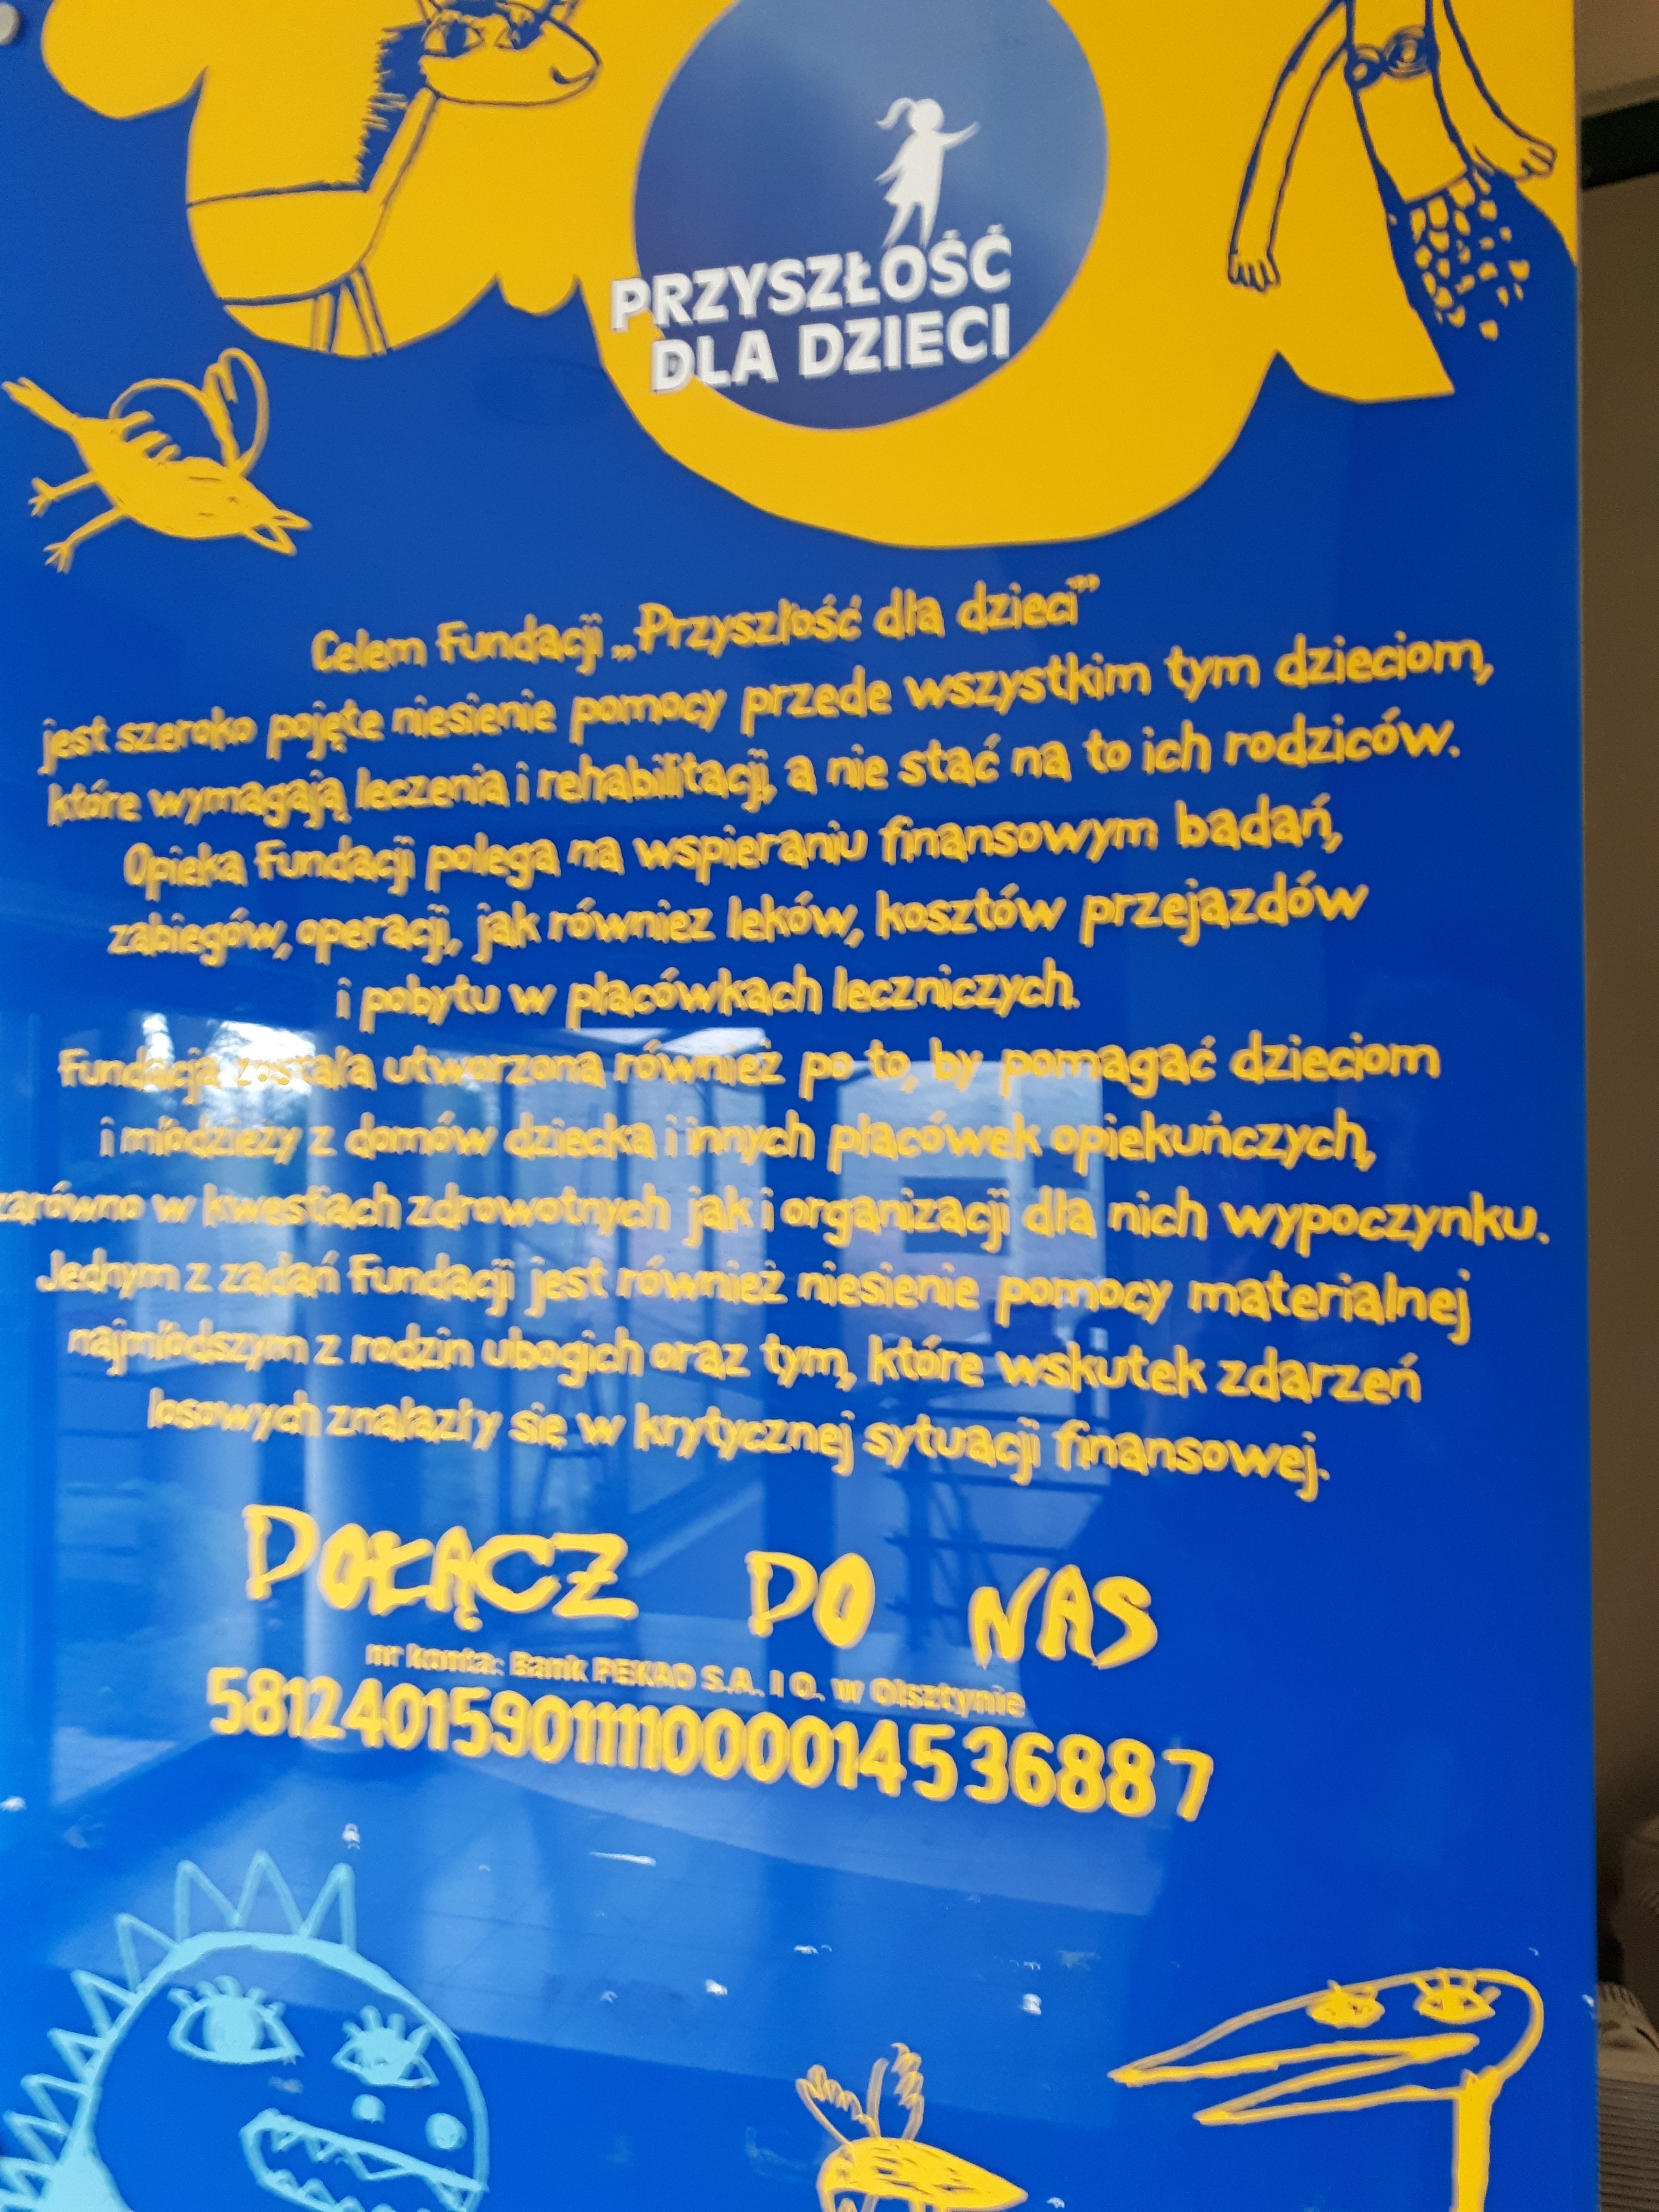 PRZYSZŁOŚĆ
DLA DZIECI
Celem Fundacji „Przyszłość dla dzieci”
jest szeroko pojęte niesienie pomocy przede wszystkim tym dzieciom,
które wymagają leczenia i rehabilitacji, a nie stać na to ich rodziców.
Opieka Fundacji polega na wspieraniu finansowym badań,
zabiegów, operacji, jak również leków, kosztów przejazdów
i pobytu w placówkach leczniczych.
Fundacja została utworzona również po to, by pomagać dzieciom
i młodzieży z domów dziecka i innych placówek opiekuńczych,
zarówno w kwestiach zdrowotnych jak i organizacji dla nich wypoczynku.
Jednym z zadań Fundacji jest również niesienie pomocy materialnej
najmłodszym z rodzin ubogich oraz tym, które wskutek zdarzeń
losowych znalazły się w krytycznej sytuacji finansowej.
DOŁĄCZ DO NAS
nr konta: Bank PEKAO S.A. I O. w Olsztynie
58124015901111000014536887